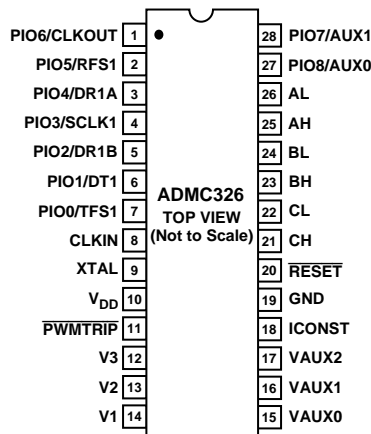 PIO6/CLKOUT 1 28 PIO7/AUX1
PIO5/RFS1 2 27 PIO8/AUX0
PIO4/DR1A 3 26 AL
PIO3/SCLK1 4 25 AH
PIO2/DR1B 5 24 BL
PIO1/DT1 6 23 BH
ADMC326
PIO0/TFS1 7 TOP VIEW 22 CL
(Not to Scale)
CLKIN 8 21 CH
XTAL 9 20 RESET
VDD 10 19 GND
PWMTRIP 11 18 ICONST
V3 12 17 VAUX2
V2 13 16 VAUX1
V1 14 15 VAUX0